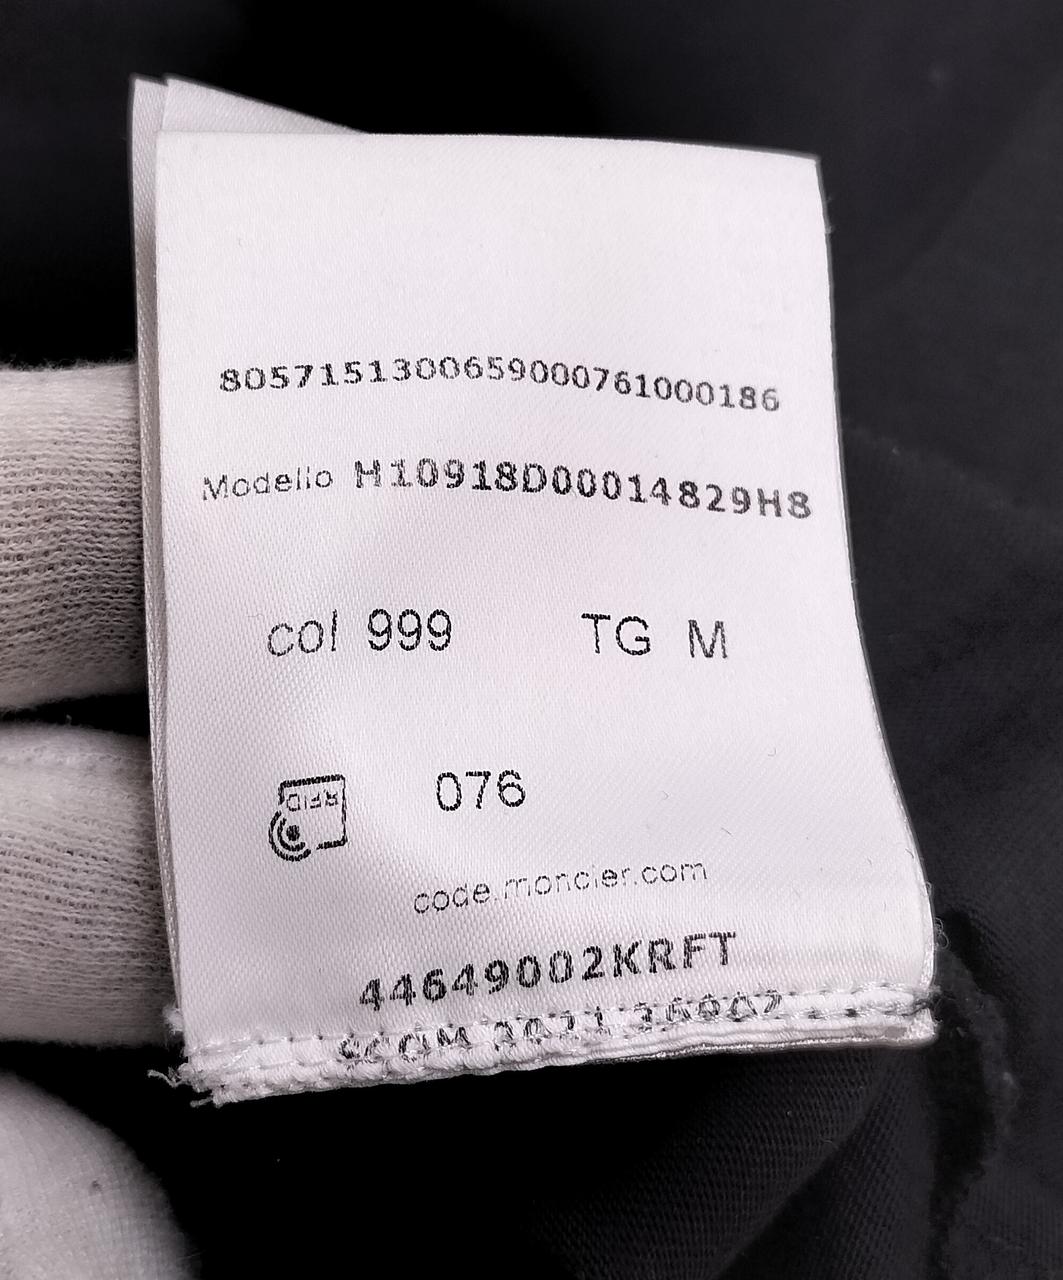 8057151300659000761000186
Modello H10918D00014829H8
col 999 TG M
RFID
076
code.moncler.com
44649002KRFT